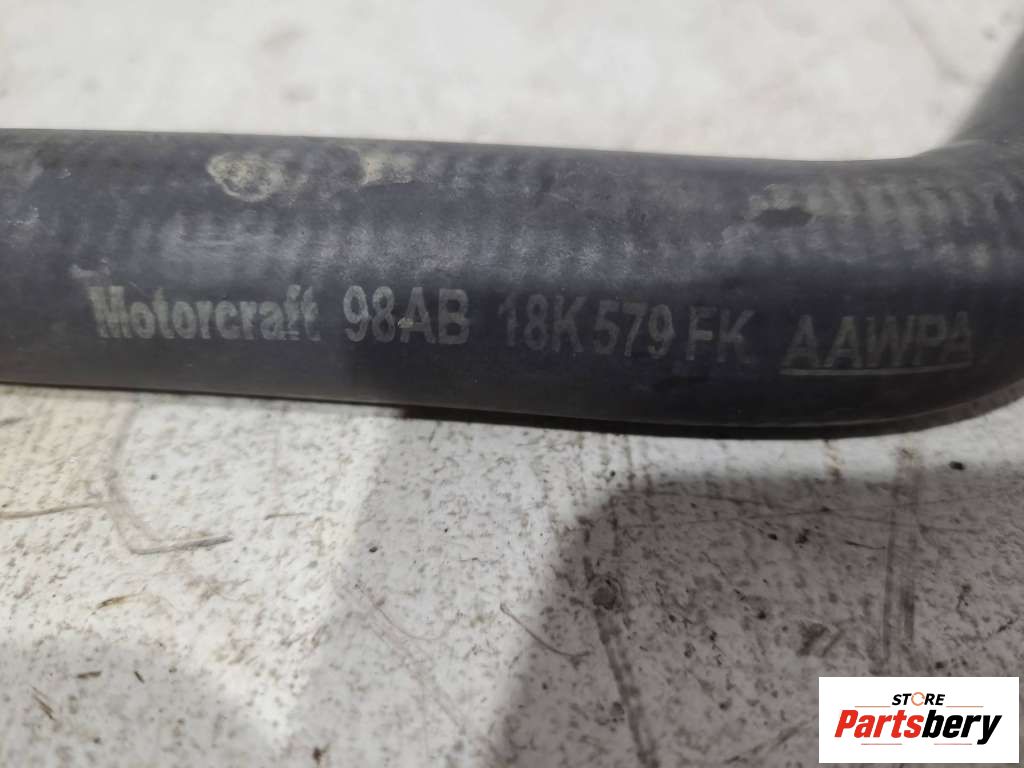 Motorcraft 98AB 18K579 FK AAWPA
STORE
Partsbery